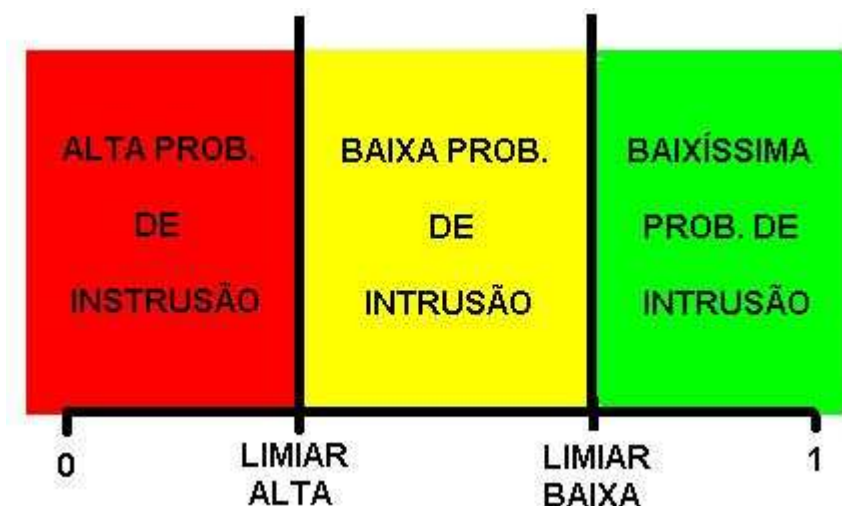 ALTA PROB.
DE
INSTRUSÃO
BAIXA PROB.
DE
INTRUSÃO
BAIXÍSSIMA
PROB. DE
INTRUSÃO
0
LIMIAR
ALTA
LIMIAR
BAIXA
1